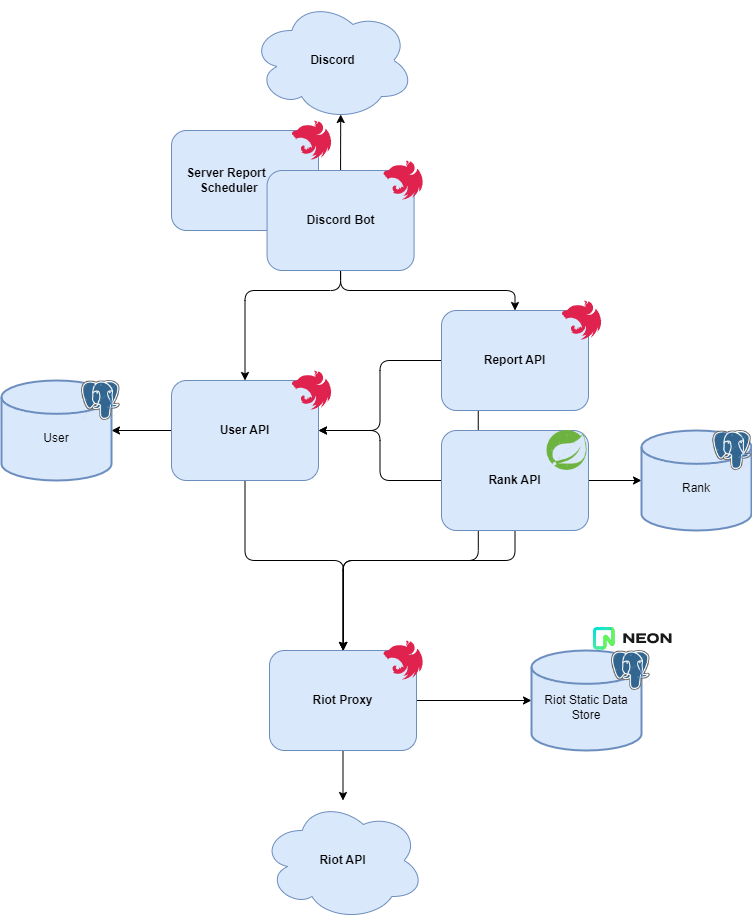 Discord
Server Report
Scheduler
Discord Bot
Report API
User API
User
Rank API
Rank
NEON
Riot Proxy
Riot Static Data
Store
Riot API